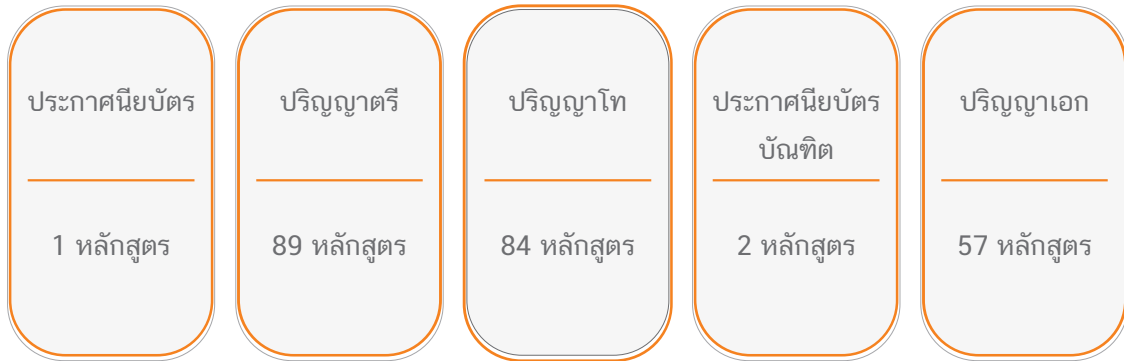 ประกาศนียบัตร
1 หลักสูตร
ปริญญาตรี
89 หลักสูตร
ปริญญาโท
84 หลักสูตร
ประกาศนียบัตร
บัณฑิต
2 หลักสูตร
ปริญญาเอก
57 หลักสูตร